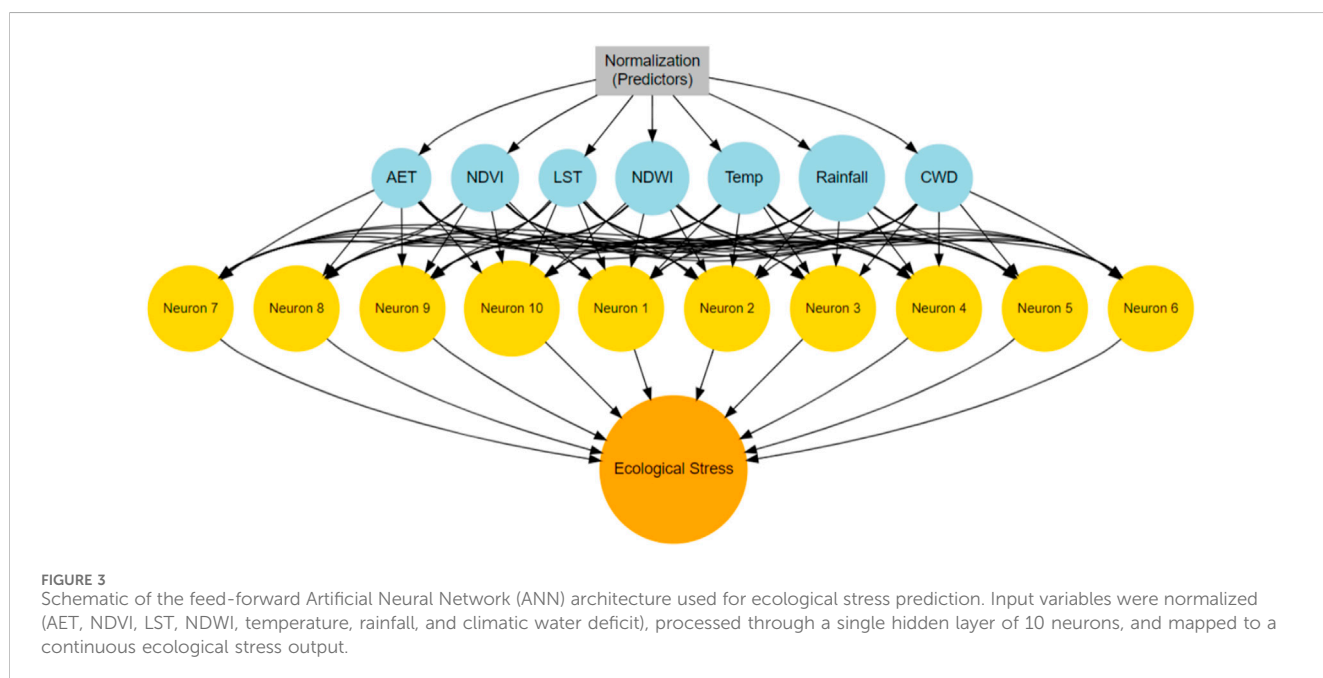 Normalization
(Predictors)
AET
NDVI
LST
NDWI
Temp
Rainfall
CWD
Neuron 7
Neuron 8
Neuron 9
Neuron 10
Neuron 1
Neuron 2
Neuron 3
Neuron 4
Neuron 5
Neuron 6
Ecological Stress
FIGURE 3
Schematic of the feed-forward Artificial Neural Network (ANN) architecture used for ecological stress prediction. Input variables were normalized
(AET, NDVI, LST, NDWI, temperature, rainfall, and climatic water deficit), processed through a single hidden layer of 10 neurons, and mapped to a
continuous ecological stress output.